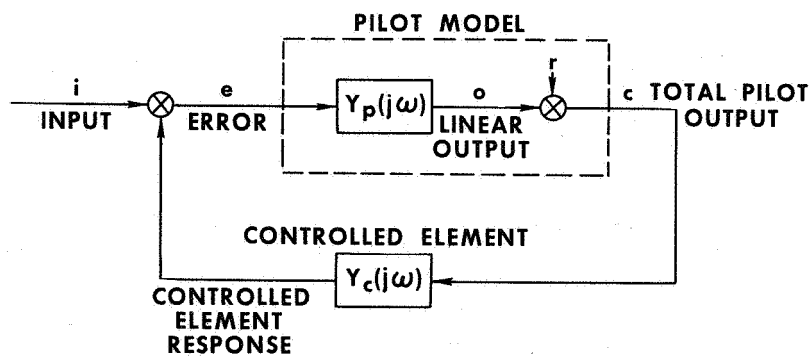 PILOT MODEL
r
i
e
Yp(jω)
o
c TOTAL PILOT
OUTPUT
INPUT
ERROR
LINEAR
OUTPUT
CONTROLLED ELEMENT
Yc(jω)
CONTROLLED
ELEMENT
RESPONSE